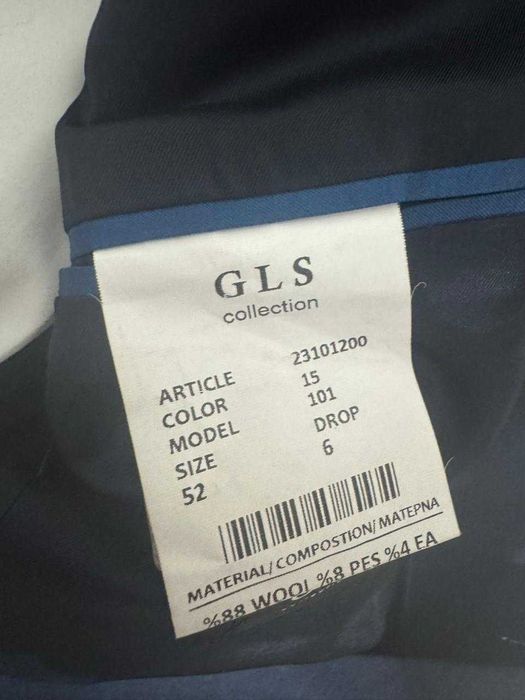 GLS
collection
ARTICLE 23101200
COLOR 15
MODEL 101
SIZE DROP
52 6
MATERIAL/ COMPOSTION/ MATEPNA
%88 WOOL %8 PES %4 EA